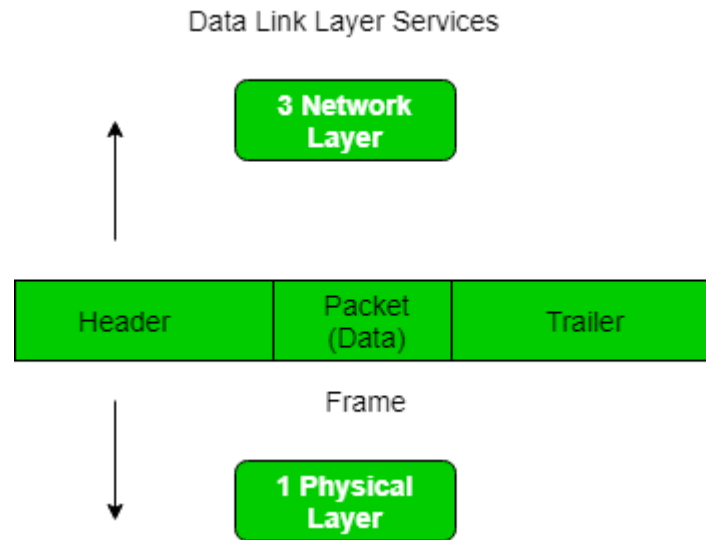 Data Link Layer Services
3 Network
Layer
Header
Packet
(Data)
Trailer
Frame
1 Physical
Layer